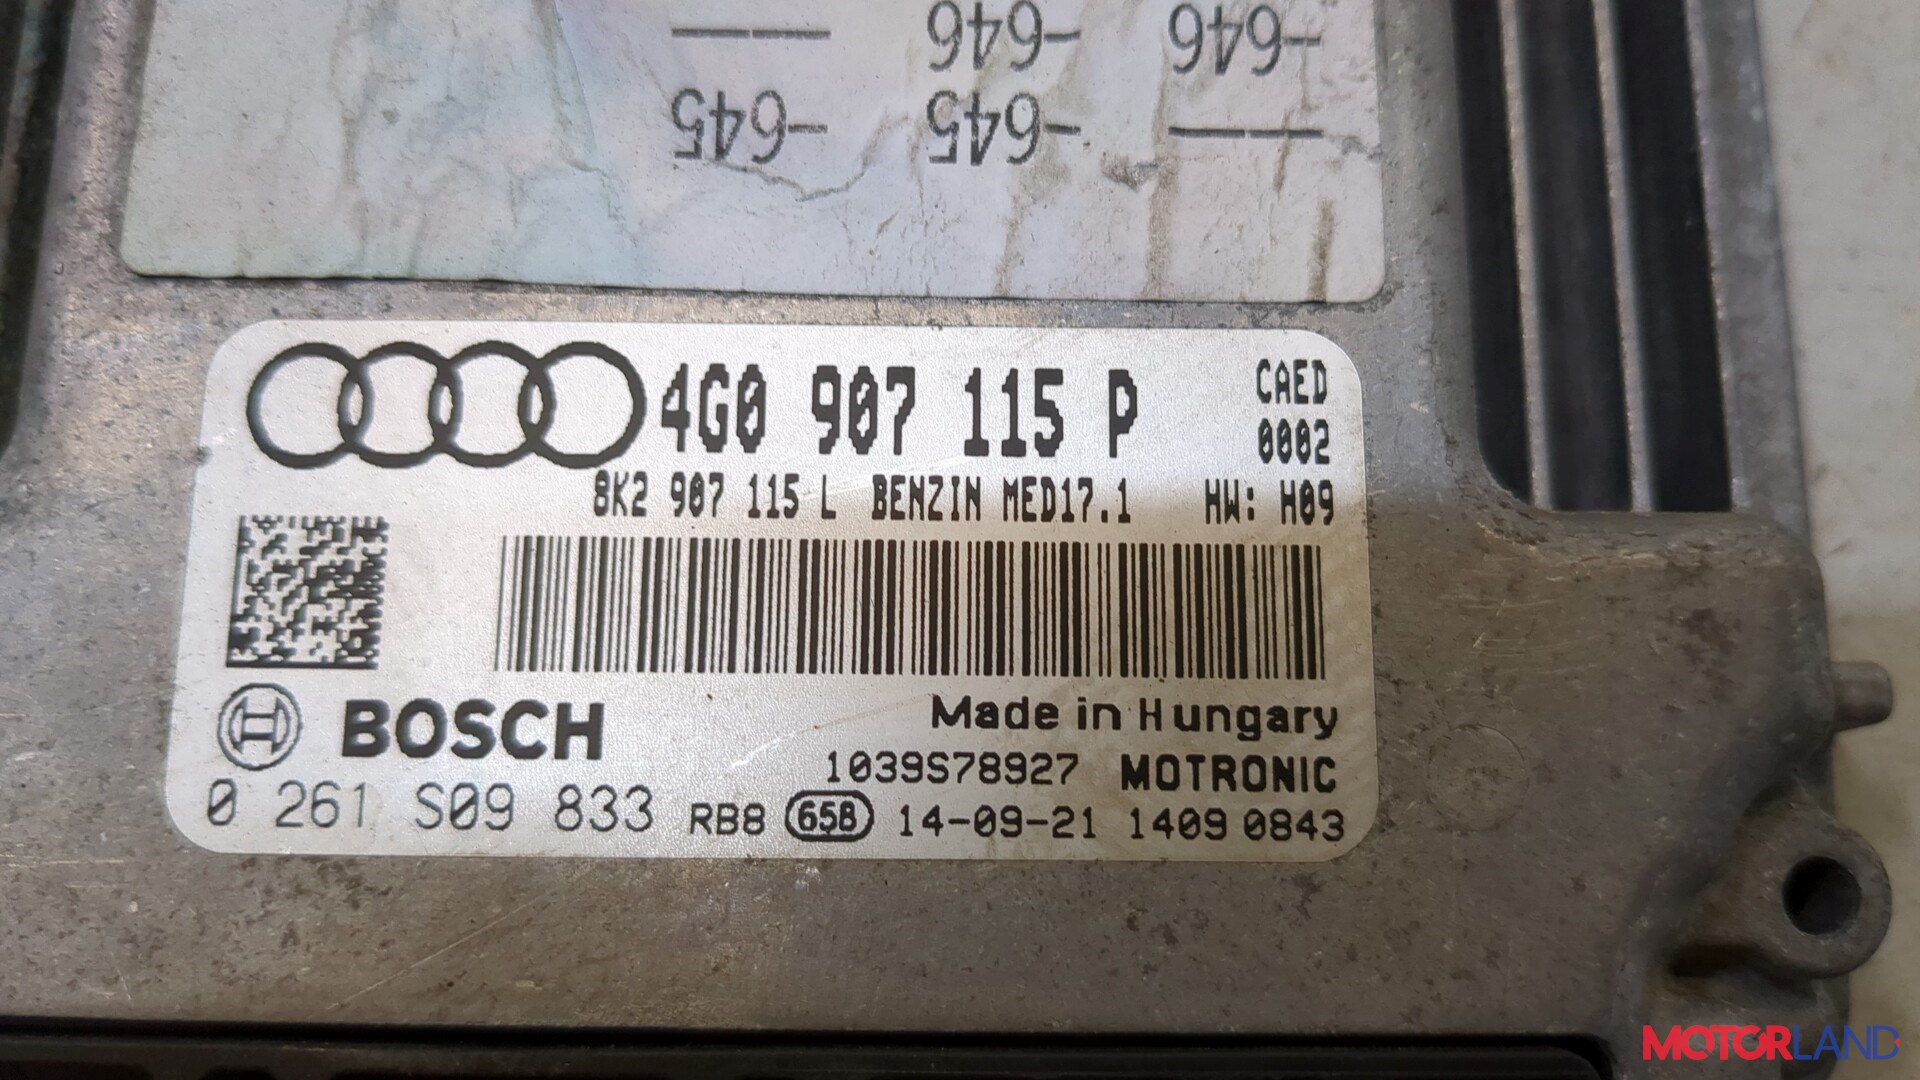 -646 -646
-645 -645
4G0 907 115 P CAED
0002
8K2 907 115 L BENZIN MED17.1 HW: H09
BOSCH Made in Hungary
1039S78927 MOTRONIC
0 261 S09 833 RB8 65B 14-09-21 1409 0843
MOTORLAND